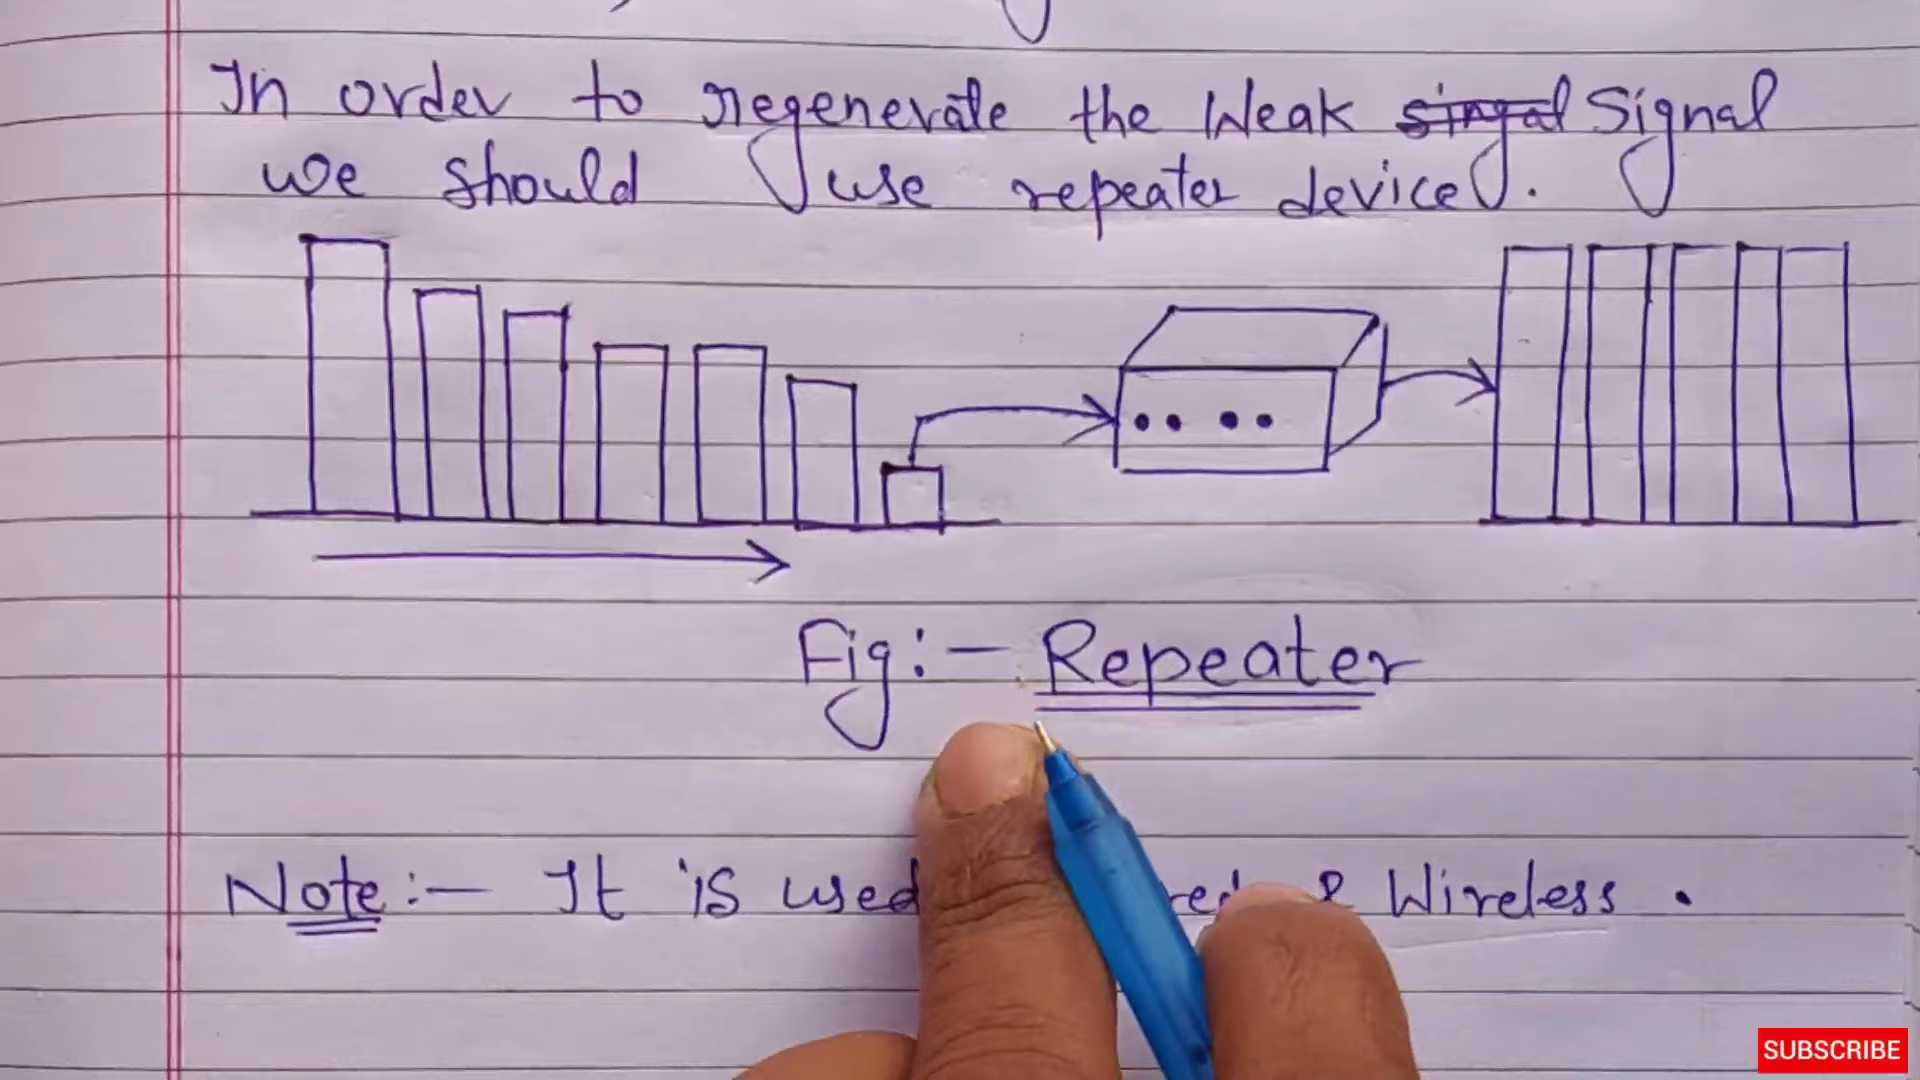 In order to regenerate the Weak singal Signal
we should use repeater device.
Fig:- Repeater
Note:- It is used & Wireless.
SUBSCRIBE